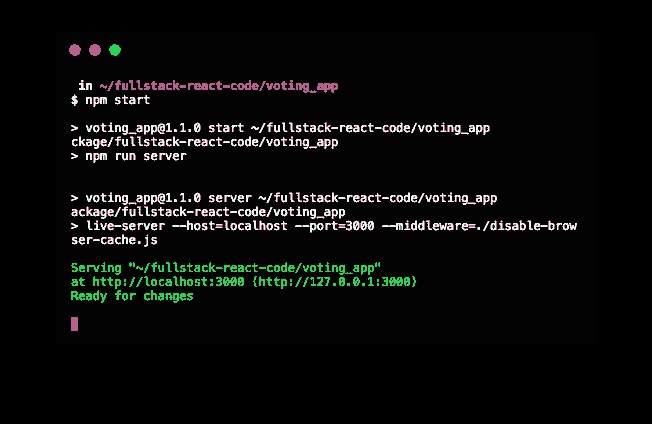 in ~/fullstack-react-code/voting_app
$ npm start
> voting_app@1.1.0 start ~/fullstack-react-code/voting_app
ckage/fullstack-react-code/voting_app
> npm run server
> voting_app@1.1.0 server ~/fullstack-react-code/voting_app
ackage/fullstack-react-code/voting_app
> live-server --host=localhost --port=3000 --middleware=./disable-brow
ser-cache.js
Serving "~/fullstack-react-code/voting_app"
at http://localhost:3000 (http://127.0.0.1:3000)
Ready for changes